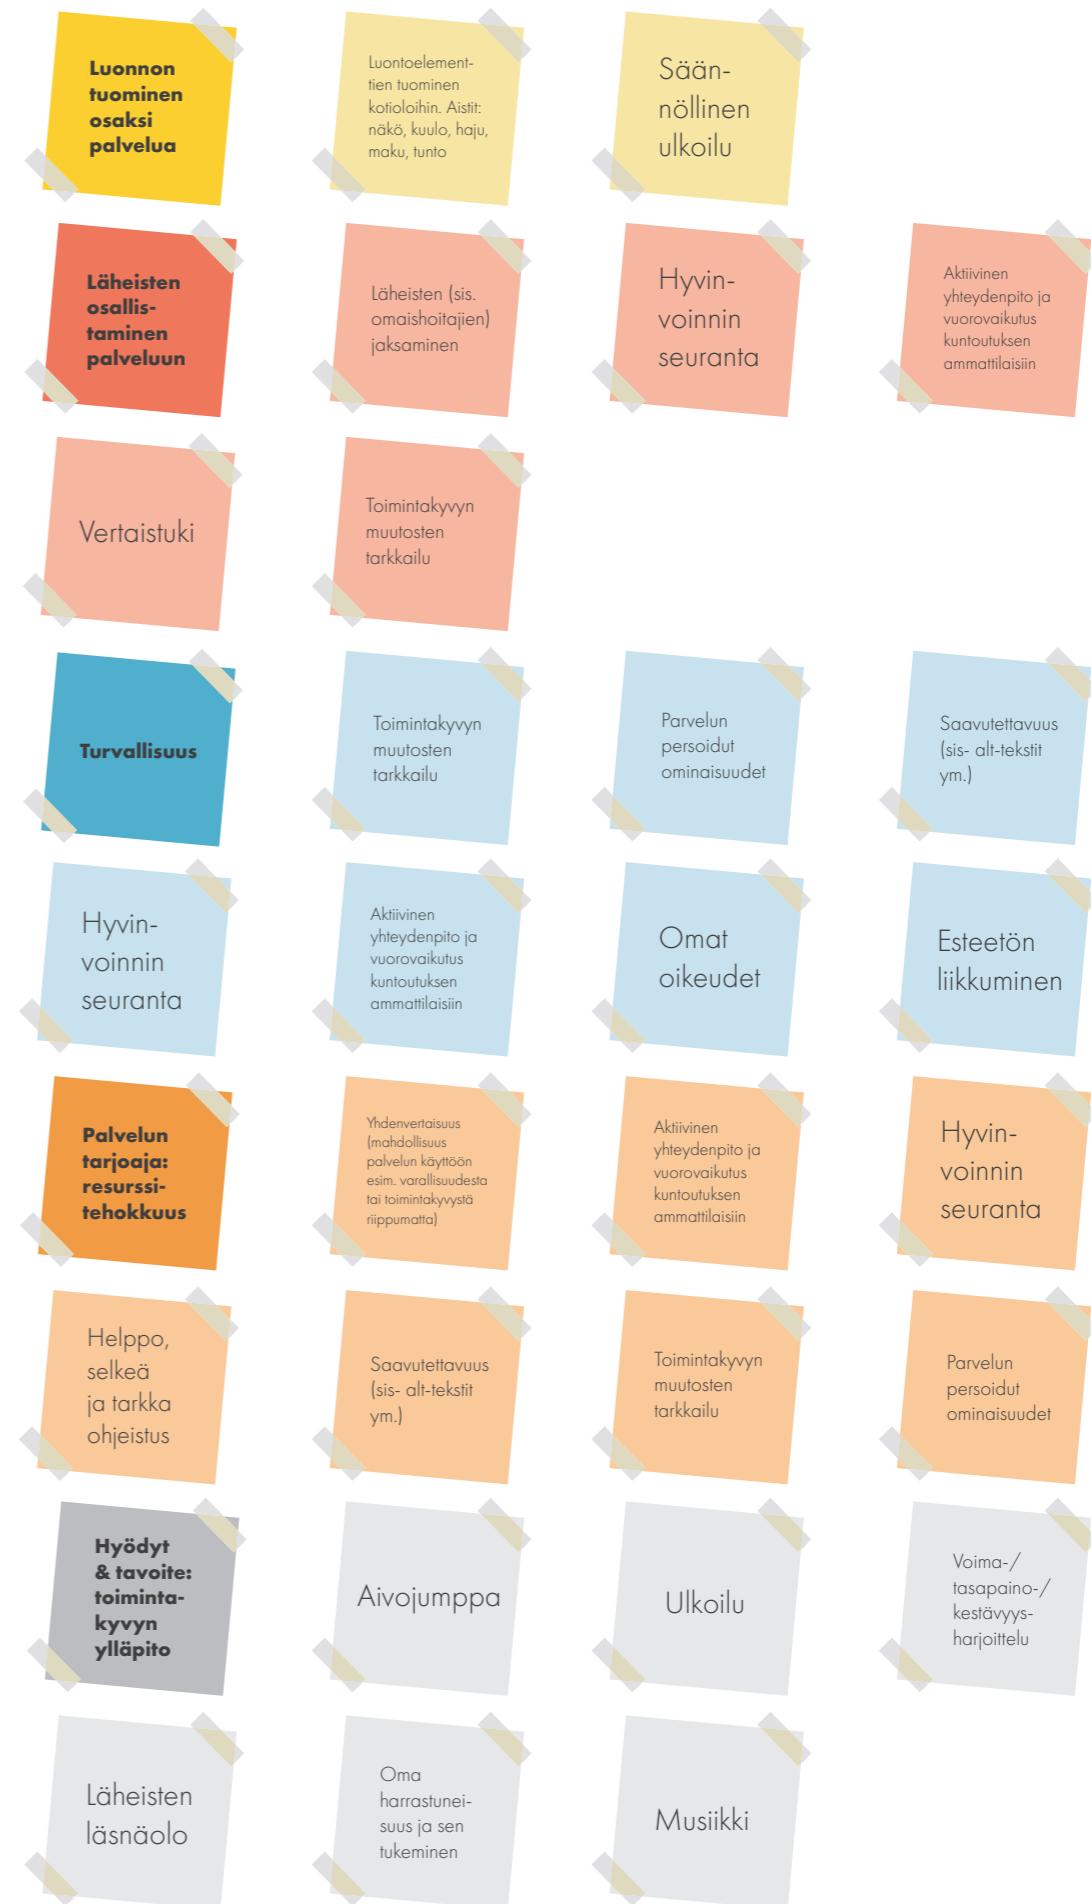 Luonnon
tuominen
osaksi
palvelua
Luontoelement-
tien tuominen
kotioloihin. Aistit:
näkö, kuulo, haju,
maku, tunto
Sään-
nöllinen
ulkoilu
Läheisten
osallis-
taminen
palveluun
Läheisten (sis.
omaishoitajien)
jaksaminen
Hyvin-
voinnin
seuranta
Aktiivinen
yhteydenpito ja
vuorovaikutus
kuntoutuksen
ammattilaisiin
Vertaistuki
Toimintakyvyn
muutosten
tarkkailu
Turvallisuus
Toimintakyvyn
muutosten
tarkkailu
Parvelun
persoidut
ominaisuudet
Saavutettavuus
(sis- alt-tekstit
ym.)
Hyvin-
voinnin
seuranta
Aktiivinen
yhteydenpito ja
vuorovaikutus
kuntoutuksen
ammattilaisiin
Omat
oikeudet
Esteetön
liikkuminen
Palvelun
tarjoaja:
resurssi-
tehokkuus
Yhdenvertaisuus
(mahdollisuus
palvelun käyttöön
esim. varallisuudesta
tai toimintakyvystä
riippumatta)
Aktiivinen
yhteydenpito ja
vuorovaikutus
kuntoutuksen
ammattilaisiin
Hyvin-
voinnin
seuranta
Helppo,
selkeä
ja tarkka
ohjeistus
Saavutettavuus
(sis- alt-tekstit
ym.)
Toimintakyvyn
muutosten
tarkkailu
Parvelun
persoidut
ominaisuudet
Hyödyt
& tavoite:
toiminta-
kyvyn
ylläpito
Aivojumppa
Ulkoilu
Voima-/
tasapaino-/
kestävyys-
harjoittelu
Läheisten
läsnäolo
Oma
harrastunei-
suus ja sen
tukeminen
Musiikki